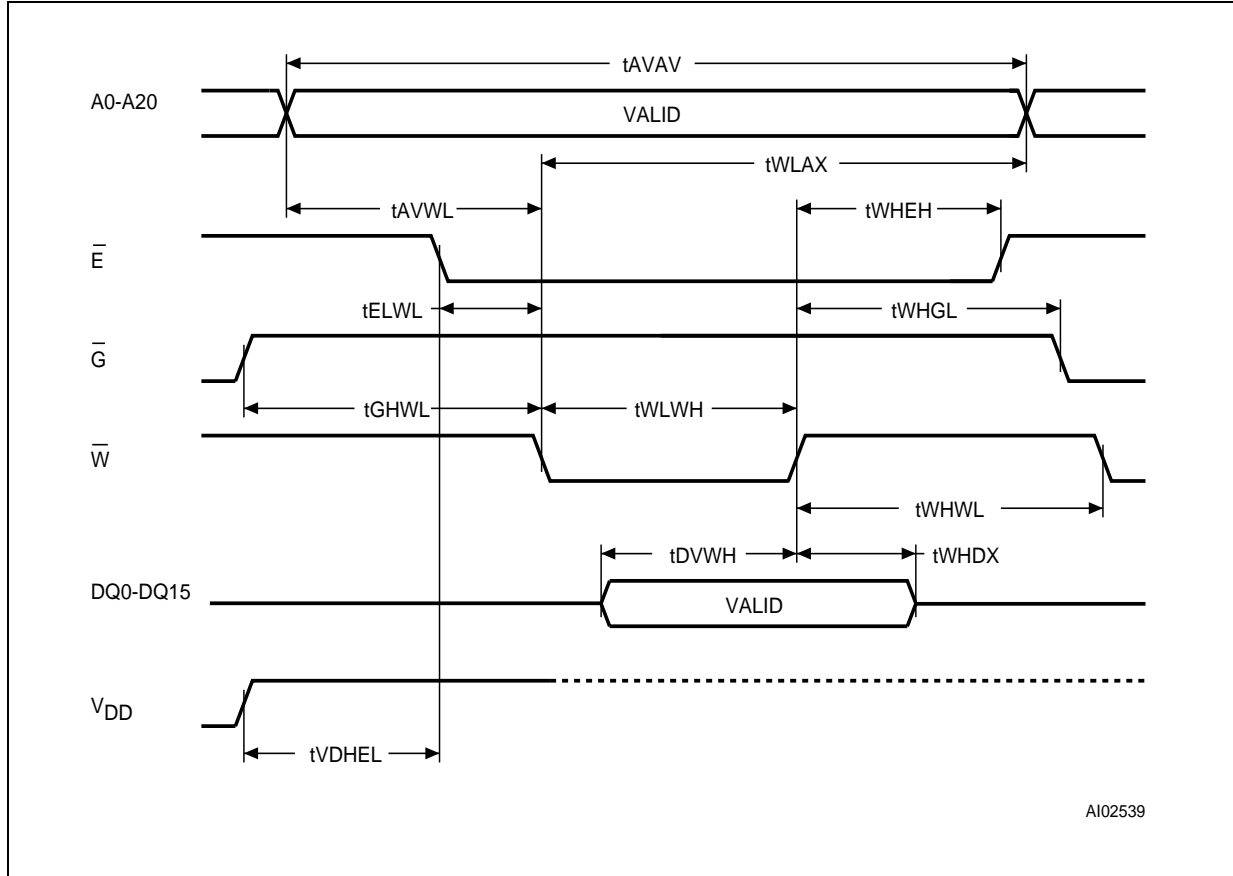 tAVAV
A0-A20
VALID
tWLAX
tAVWL
tWHEH
E̅
tELWL
tWHGL
G̅
tGHWL
tWLWH
W̅
tWHWL
tDVWH
tWHDX
DQ0-DQ15
VALID
VDD
tVDHEL
AI02539